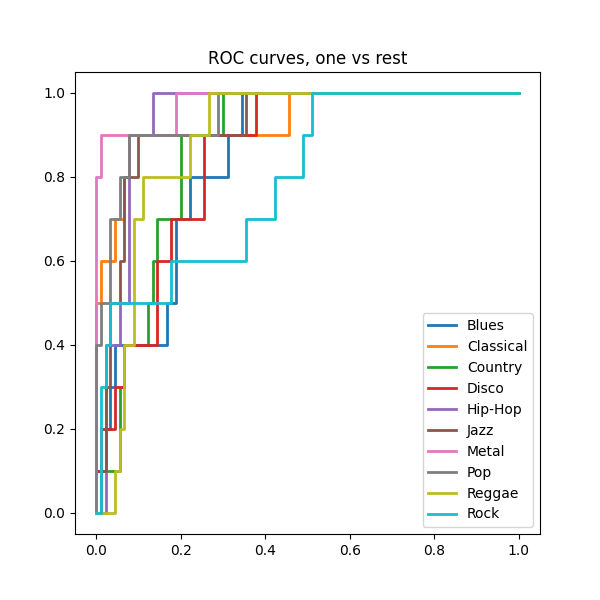 ROC curves, one vs rest
1.0
0.8
0.6
0.4
0.2
0.0
0.0 0.2 0.4 0.6 0.8 1.0
Blues
Classical
Country
Disco
Hip-Hop
Jazz
Metal
Pop
Reggae
Rock